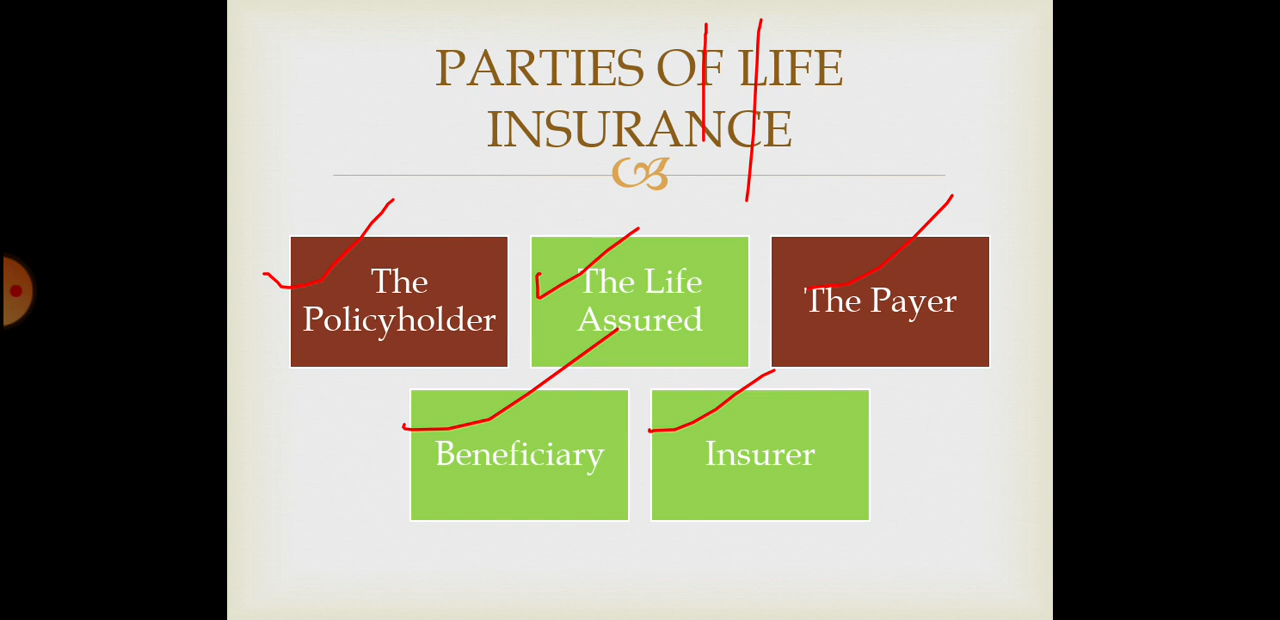 PARTIES OF LIFE
INSURANCE
The
Policyholder
The Life
Assured
The Payer
Beneficiary
Insurer